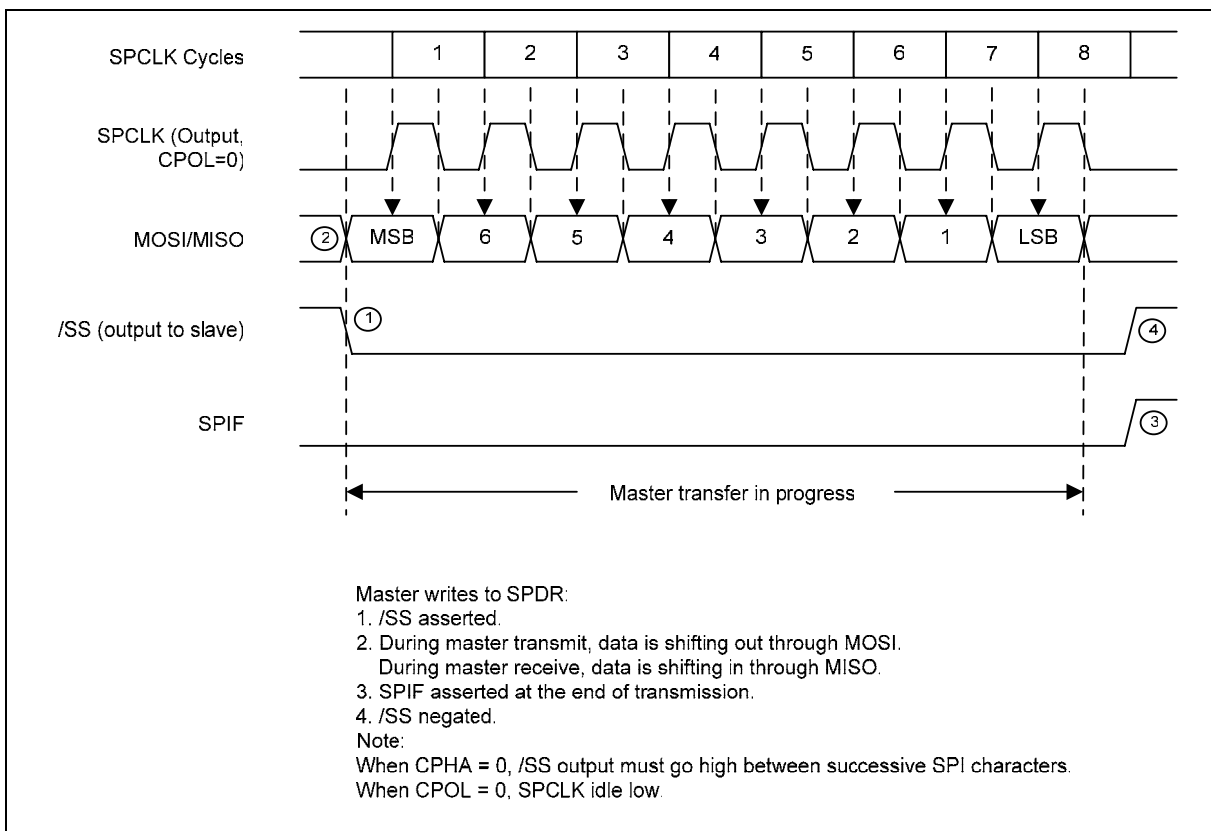 SPCLK Cycles
1 2 3 4 5 6 7 8
SPCLK (Output,
CPOL=0)
MOSI/MISO
2 MSB 6 5 4 3 2 1 LSB
/SS (output to slave)
1
4
SPIF
3
Master transfer in progress
Master writes to SPDR:
1. /SS asserted.
2. During master transmit, data is shifting out through MOSI.
During master receive, data is shifting in through MISO.
3. SPIF asserted at the end of transmission.
4. /SS negated.
Note:
When CPHA = 0, /SS output must go high between successive SPI characters.
When CPOL = 0, SPCLK idle low.